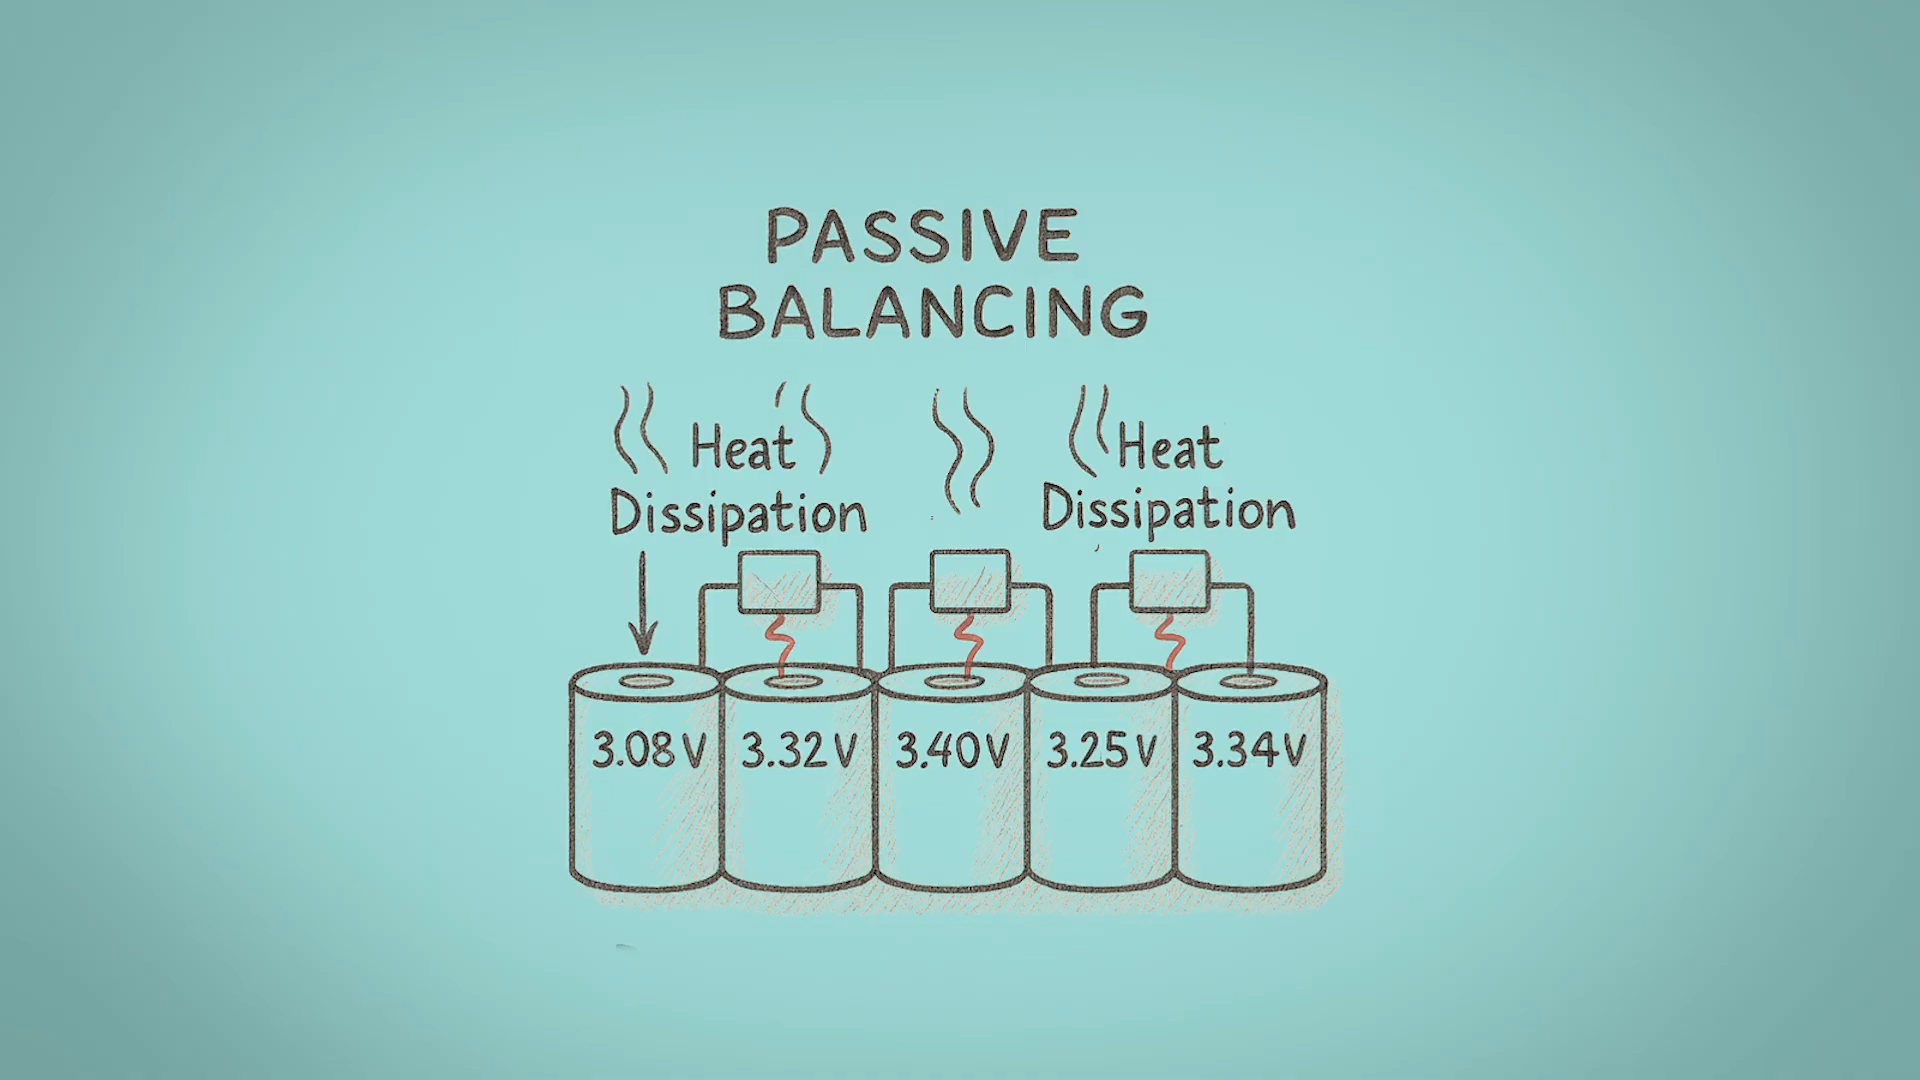 PASSIVE
BALANCING
Heat
Dissipation
Heat
Dissipation
3.08V
3.32V
3.40V
3.25V
3.34V